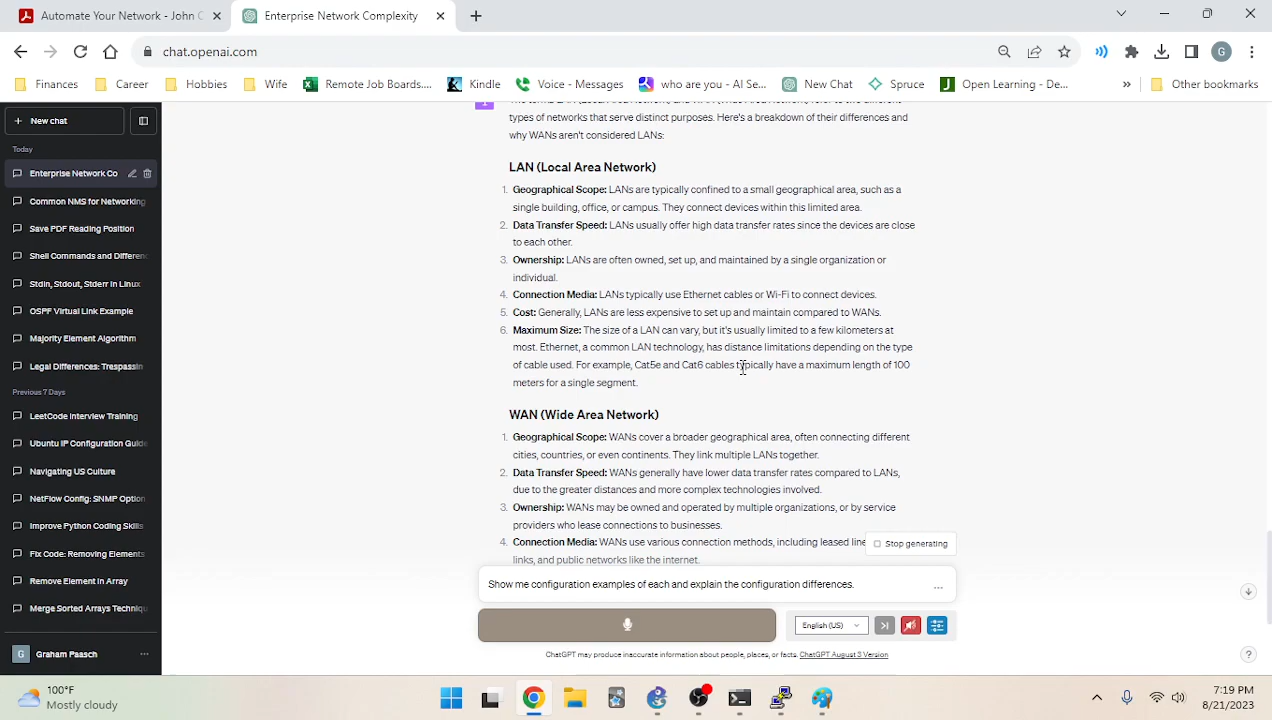 Automate Your Network - John C
Enterprise Network Complexity
chat.openai.com
G
Finances
Career
Hobbies
Wife
Remote Job Boards....
Kindle
Voice - Messages
who are you - AI Se...
New Chat
Spruce
Open Learning - De...
»
Other bookmarks
+ New chat
Today
Enterprise Network Co
Common NMS for Networking
Save PDF Reading Position
Shell Commands and Differenc
Stdin, Stdout, Stderr in Linux
OSPF Virtual Link Example
Majority Element Algorithm
Legal Differences: Trespassin
Previous 7 Days
LeetCode Interview Training
Ubuntu IP Configuration Guide
Navigating US Culture
NetFlow Config: SNMP Option
Improve Python Coding Skills
Fix Code: Removing Elements
Remove Element in Array
Merge Sorted Arrays Techniqu
G Graham Paasch ...
types of networks that serve distinct purposes. Here's a breakdown of their differences and
why WANs aren't considered LANs:
LAN (Local Area Network)
1. Geographical Scope: LANs are typically confined to a small geographical area, such as a
single building, office, or campus. They connect devices within this limited area.
2. Data Transfer Speed: LANs usually offer high data transfer rates since the devices are close
to each other.
3. Ownership: LANs are often owned, set up, and maintained by a single organization or
individual.
4. Connection Media: LANs typically use Ethernet cables or Wi-Fi to connect devices.
5. Cost: Generally, LANs are less expensive to set up and maintain compared to WANs.
6. Maximum Size: The size of a LAN can vary, but it's usually limited to a few kilometers at
most. Ethernet, a common LAN technology, has distance limitations depending on the type
of cable used. For example, Cat5e and Cat6 cables typically have a maximum length of 100
meters for a single segment.
WAN (Wide Area Network)
1. Geographical Scope: WANs cover a broader geographical area, often connecting different
cities, countries, or even continents. They link multiple LANs together.
2. Data Transfer Speed: WANs generally have lower data transfer rates compared to LANs,
due to the greater distances and more complex technologies involved.
3. Ownership: WANs may be owned and operated by multiple organizations, or by service
providers who lease connections to businesses.
4. Connection Media: WANs use various connection methods, including leased line
links, and public networks like the internet.
Stop generating
Show me configuration examples of each and explain the configuration differences.
...
English (US)
ChatGPT may produce inaccurate information about people, places, or facts. ChatGPT August 3 Version
?
100°F
Mostly cloudy
7:19 PM
8/21/2023